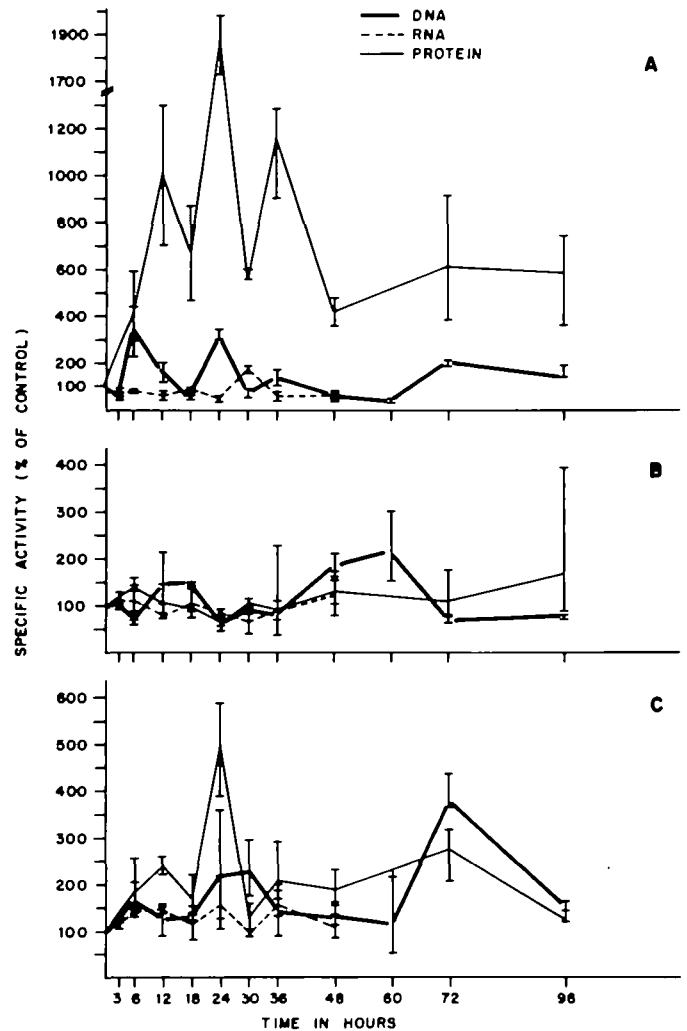 DNA
RNA
PROTEIN
A
1900
1700
1200
1000
800
600
400
200
100
SPECIFIC ACTIVITY (% OF CONTROL)
B
400
300
200
100
C
600
500
400
300
200
100
3 6 12 18 24 30 36 48 60 72 96
TIME IN HOURS